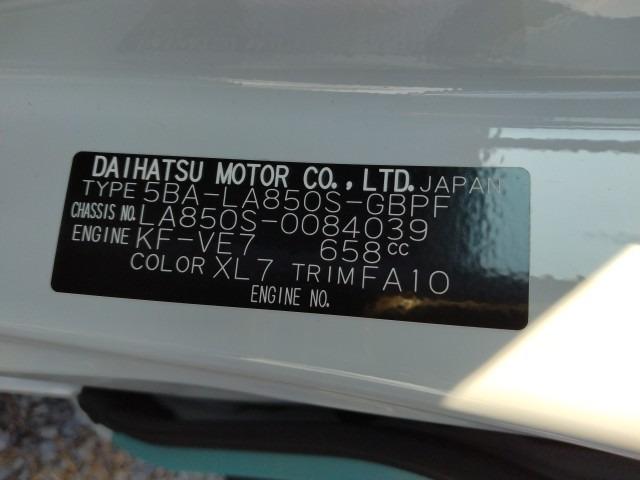 DAIHATSU MOTOR CO., LTD. JAPAN
TYPE 5BA-LA850S-GBPF
CHASSIS NO. LA850S-0084039
ENGINE KF-VE7 658cc
COLOR XL7 TRIM FA10
ENGINE NO.